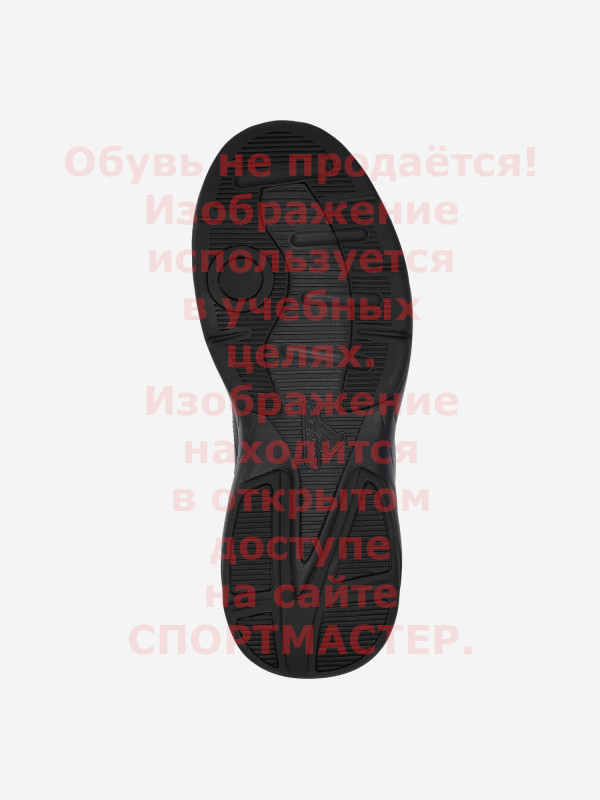 Обувь не продаётся!
Изображение
используется
в учебных
целях.
Изображение
находится
в открытом
доступе
на сайте
СПОРТМАСТЕР.